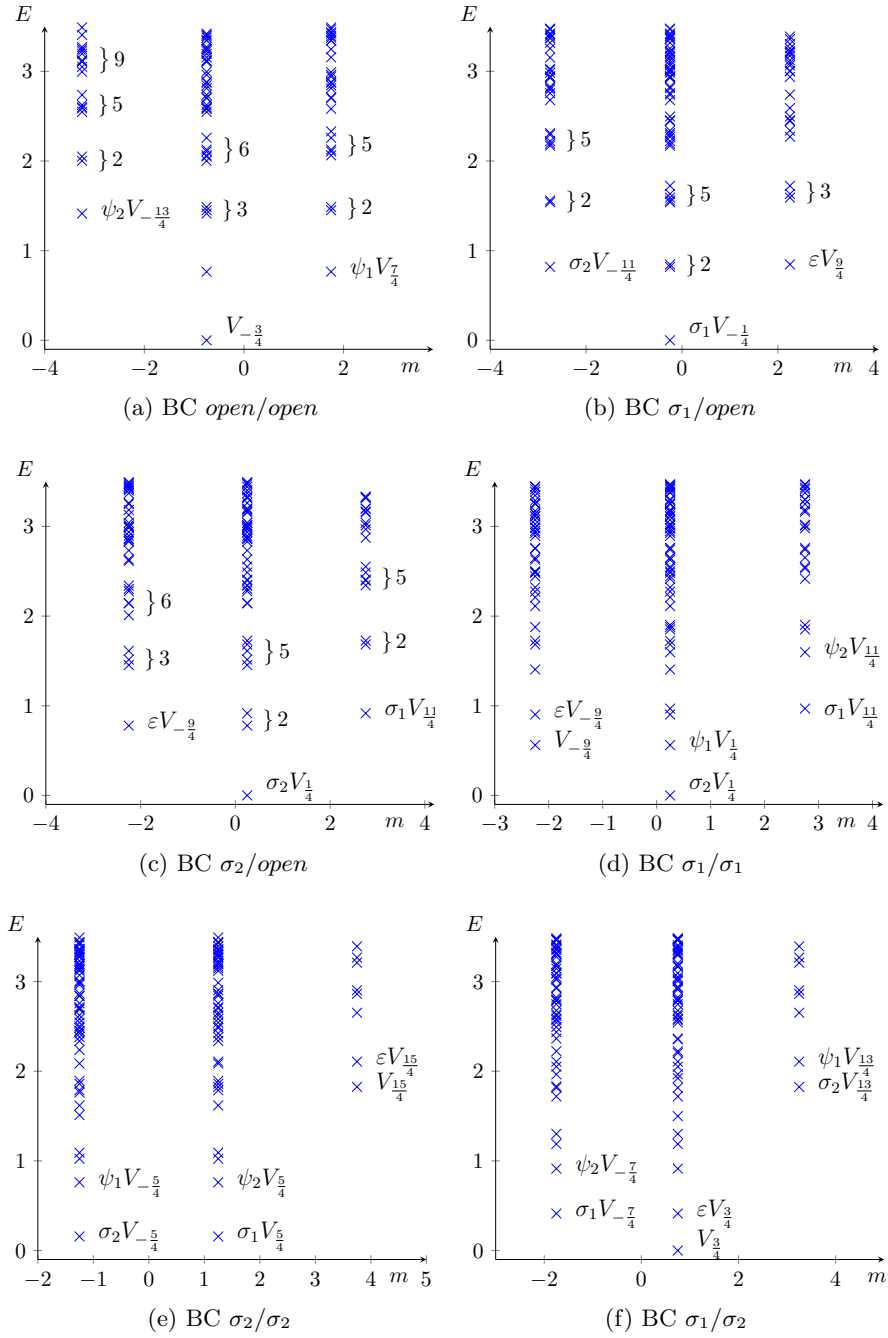 E
3
2
1
0
} 9
} 5
} 2
ψ₂V₋₁₃⁄₄
} 6
} 3
V₋₃⁄₄
} 5
} 2
ψ₁V₇⁄₄
−4 −2 0 2 m
(a) BC open/open
E
3
2
1
0
} 5
} 2
σ₂V₋₁₁⁄₄
} 5
} 2
σ₁V₋₁⁄₄
} 3
εV₉⁄₄
−4 −2 0 2 m 4
(b) BC σ₁/open
E
3
2
1
0
} 6
} 3
εV₋₉⁄₄
} 5
} 2
σ₂V₁⁄₄
} 5
} 2
σ₁V₁₁⁄₄
−4 −2 0 2 m 4
(c) BC σ₂/open
E
3
2
1
0
εV₋₉⁄₄
V₋₉⁄₄
ψ₁V₁⁄₄
σ₂V₁⁄₄
ψ₂V₁₁⁄₄
σ₁V₁₁⁄₄
−3 −2 −1 0 1 2 3 m 4
(d) BC σ₁/σ₁
E
3
2
1
0
ψ₁V₋₅⁄₄
σ₂V₋₅⁄₄
ψ₂V₅⁄₄
σ₁V₅⁄₄
εV₁₅⁄₄
V₁₅⁄₄
−2 −1 0 1 2 3 4 m 5
(e) BC σ₂/σ₂
E
3
2
1
0
ψ₂V₋₇⁄₄
σ₁V₋₇⁄₄
εV₃⁄₄
V₃⁄₄
ψ₁V₁₃⁄₄
σ₂V₁₃⁄₄
−2 0 2 4 m
(f) BC σ₁/σ₂